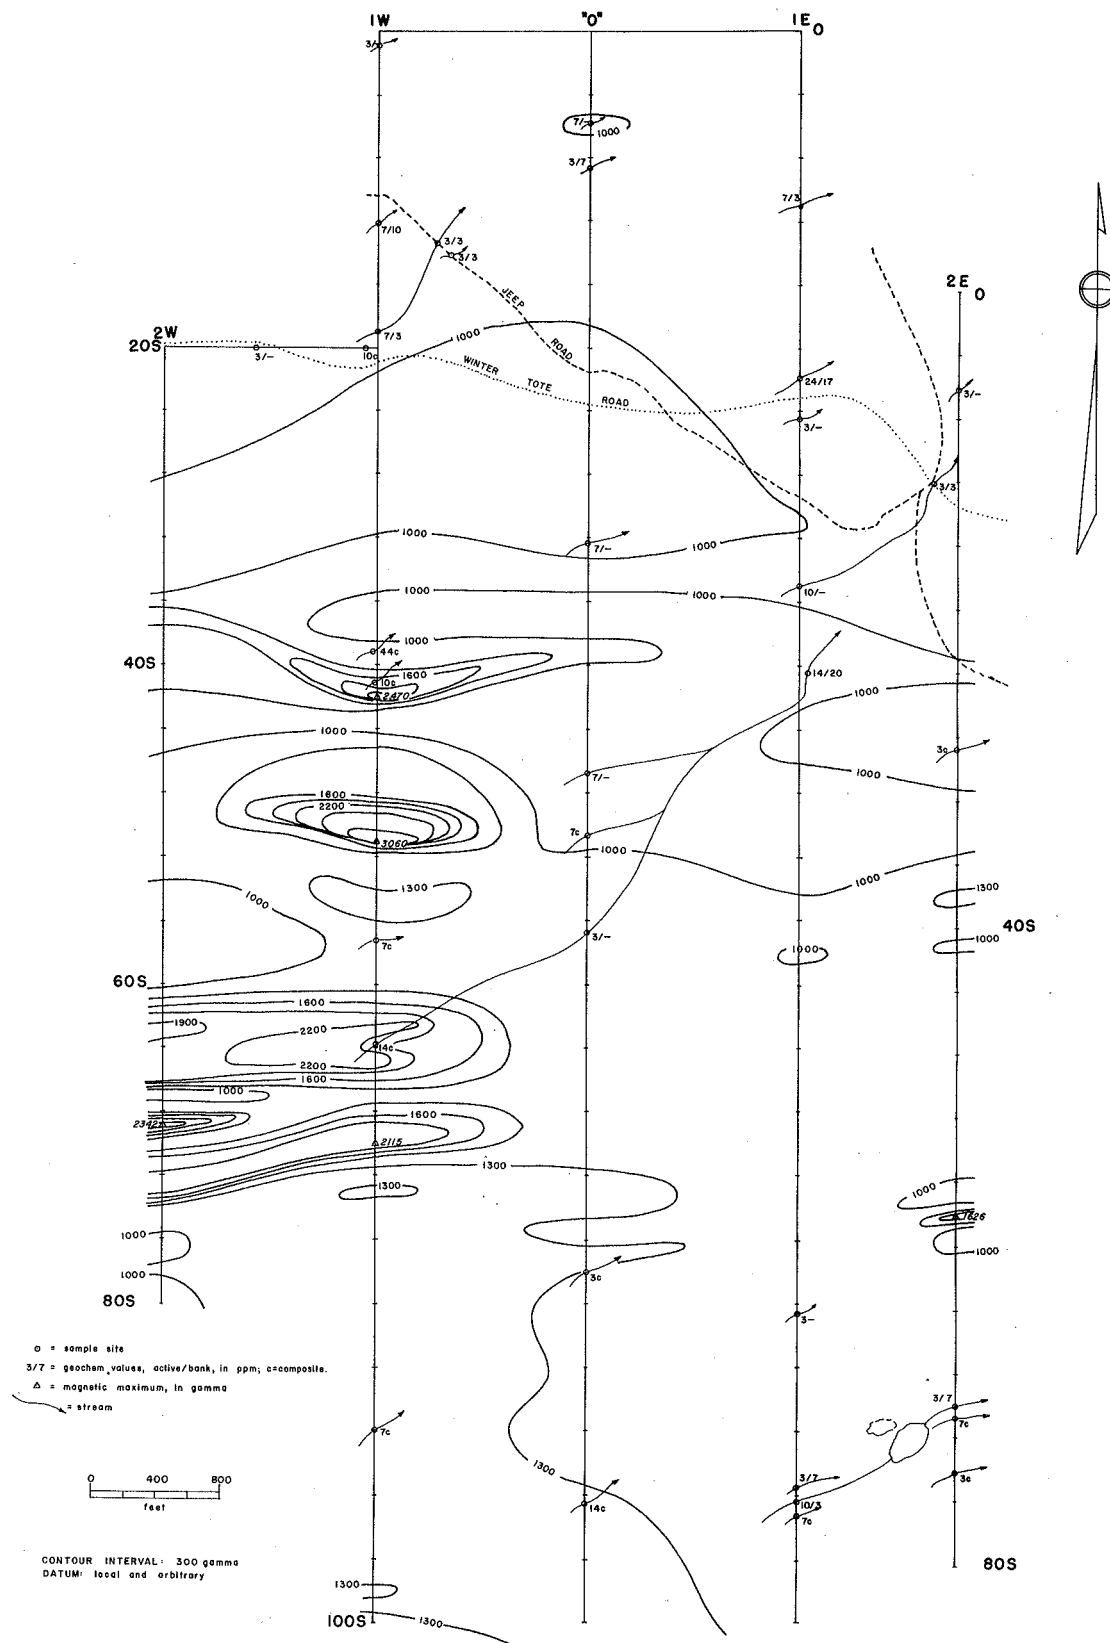 1W
"0"
1E 0
3/-
7/-
1000
3/7
7/3
7/10
3/3
3/3
2E 0
JEEP
ROAD
7/3
1000
2W
20S
3/-
10c
WINTER TOTE ROAD
24/17
3/-
3/-
3/3
1000
1000
7/-
10/-
1000
1000
1000
44c
40S
1600
10c
2470
14/20
1000
1000
3c
7/-
1000
1600
2200
3060
7c
1000
1000
1300
1300
1000
40S
7c
3/-
1000
1000
60S
1600
1900
2200
14c
2200
1600
1000
2342
1600
2115
1300
1300
1000
1626
1000
1000
1000
3c
80S
3-
⊙ = sample site
3/7 = geochem. values, active/bank, in ppm; c=composite.
△ = magnetic maximum, in gamma
= stream
3/7
7c
7c
1300
3c
0 400 800
feet
3/7
10/3
7c
14c
CONTOUR INTERVAL: 300 gamma
DATUM: local and arbitrary
80S
1300
100S
1300